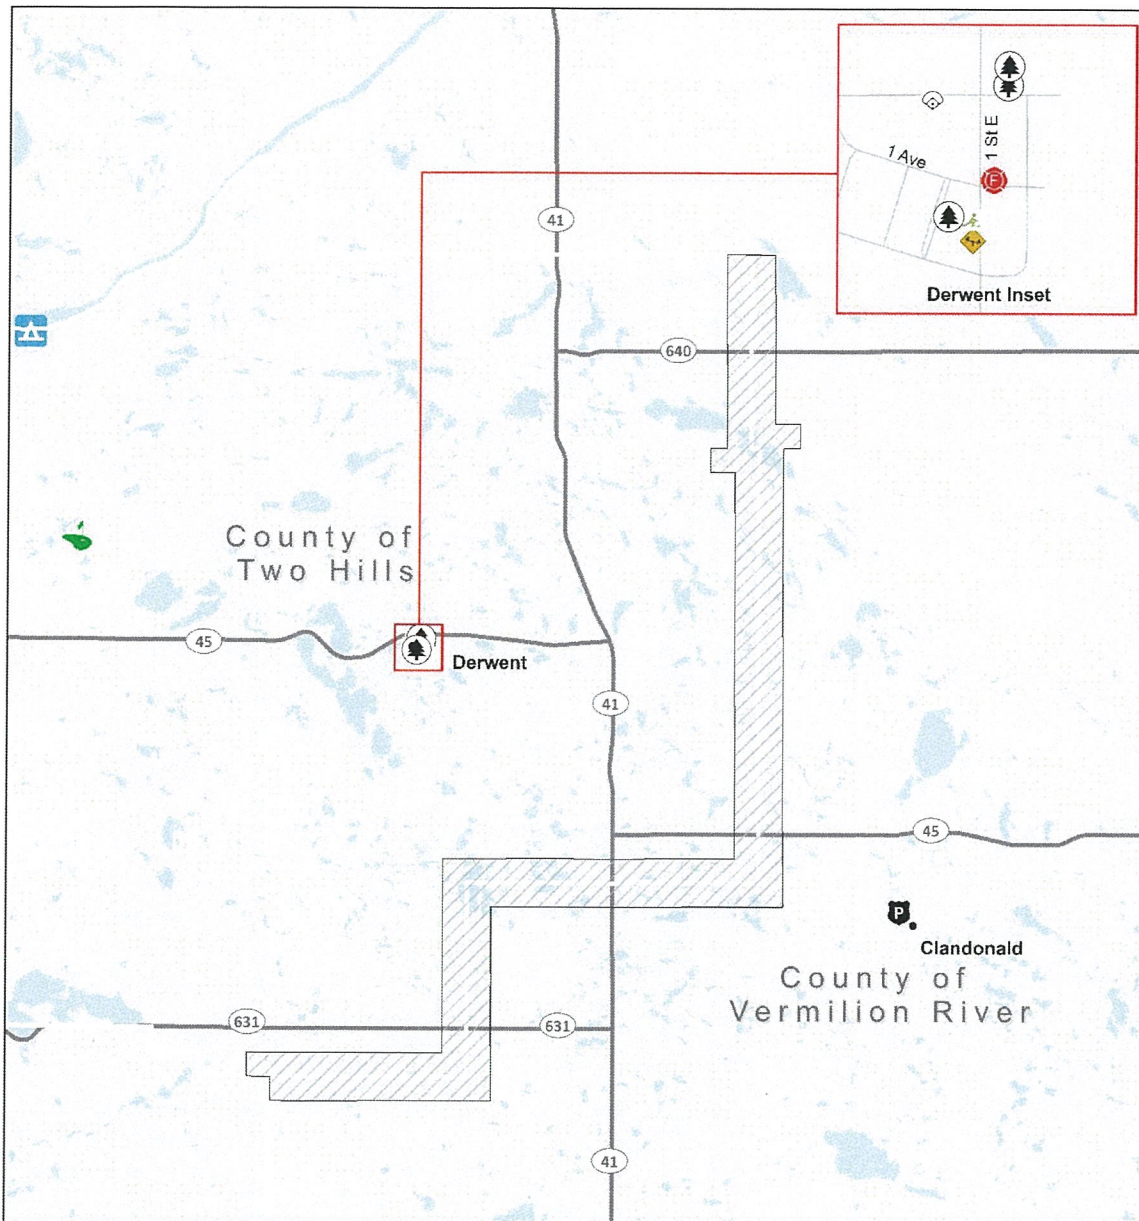 1 St E
1 Ave
F
Derwent Inset
41
640
County of
Two Hills
45
Derwent
41
45
P
Clandonald
County of
Vermilion River
631
631
41